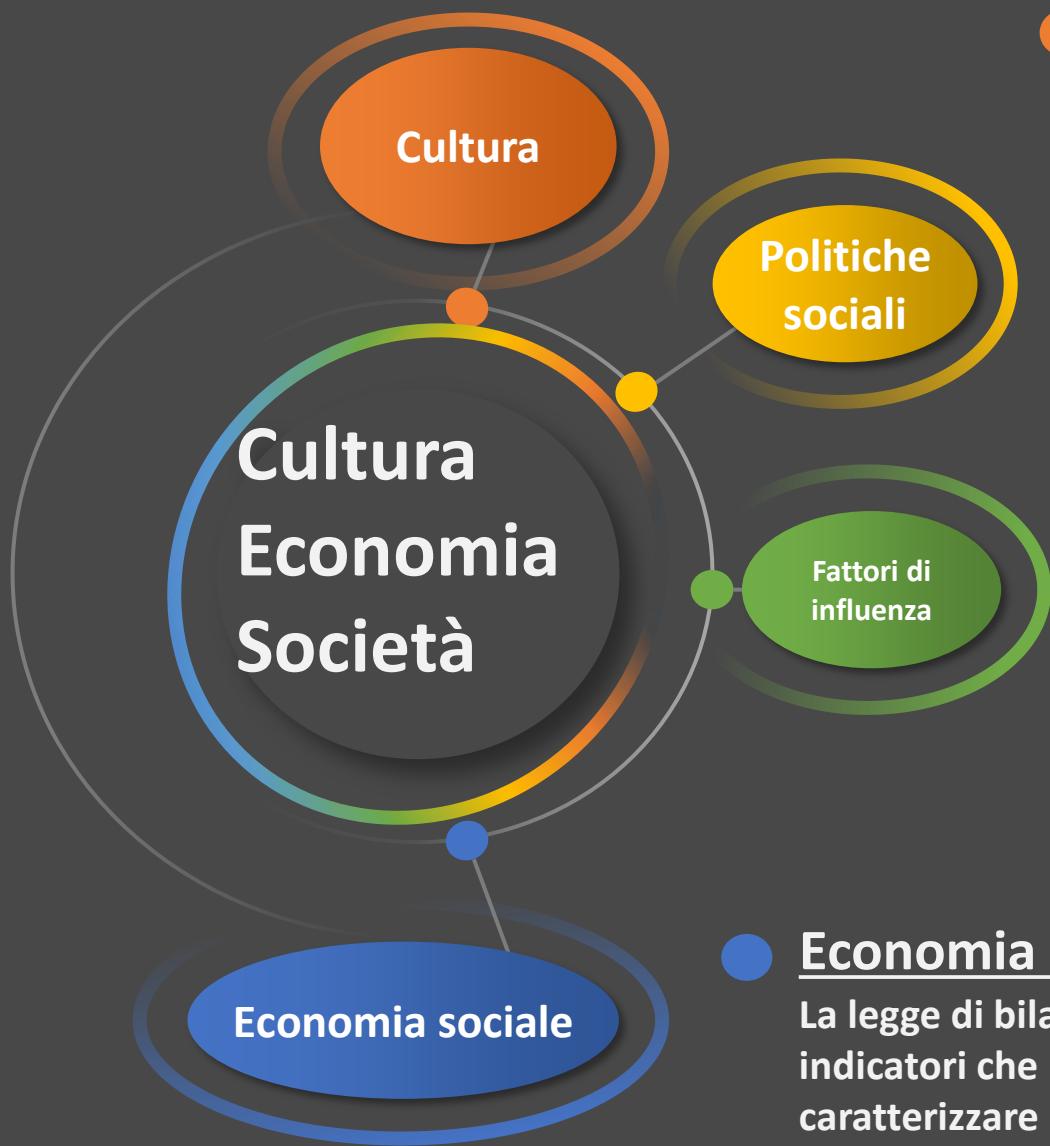 Cultura
Politiche
sociali
Cultura
Economia
Società
Fattori di
influenza
Economia sociale
Economia
La legge di bila
indicatori che
caratterizzare